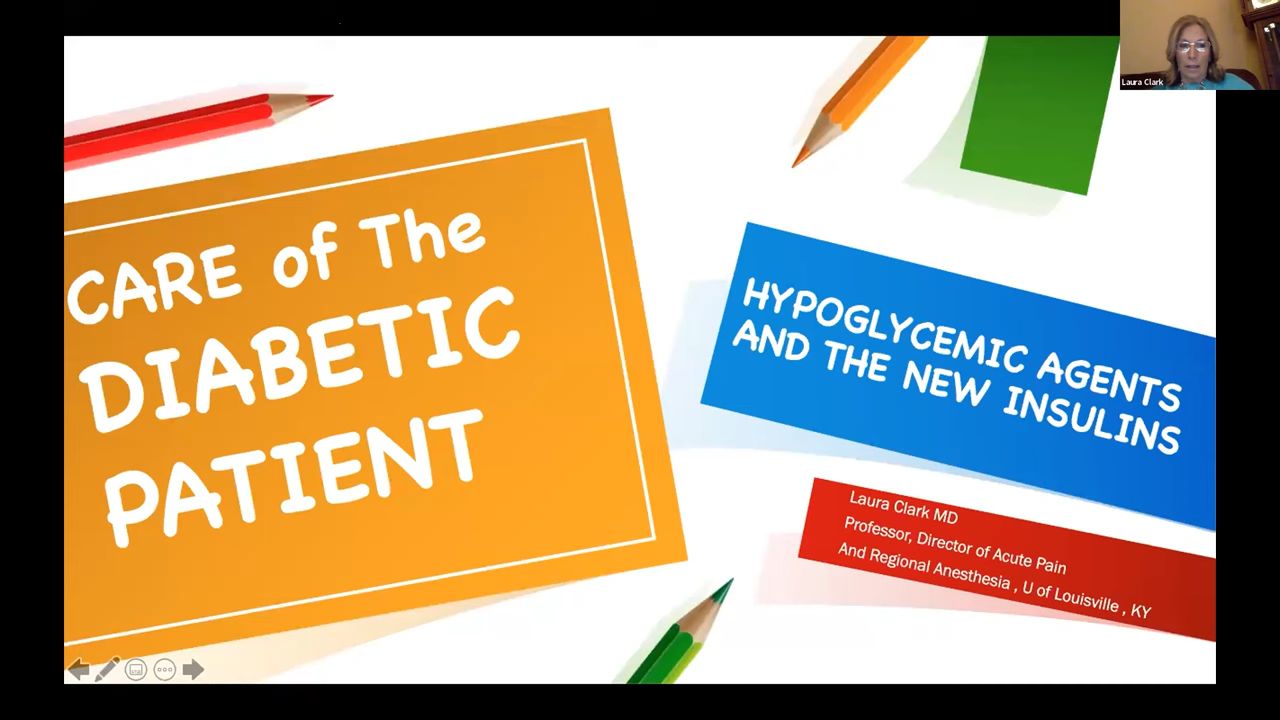 Laura Clark
CARE of The
DIABETIC
PATIENT
HYPOGLYCEMIC AGENTS
AND THE NEW INSULINS
Laura Clark MD
Professor, Director of Acute Pain
And Regional Anesthesia , U of Louisville , KY